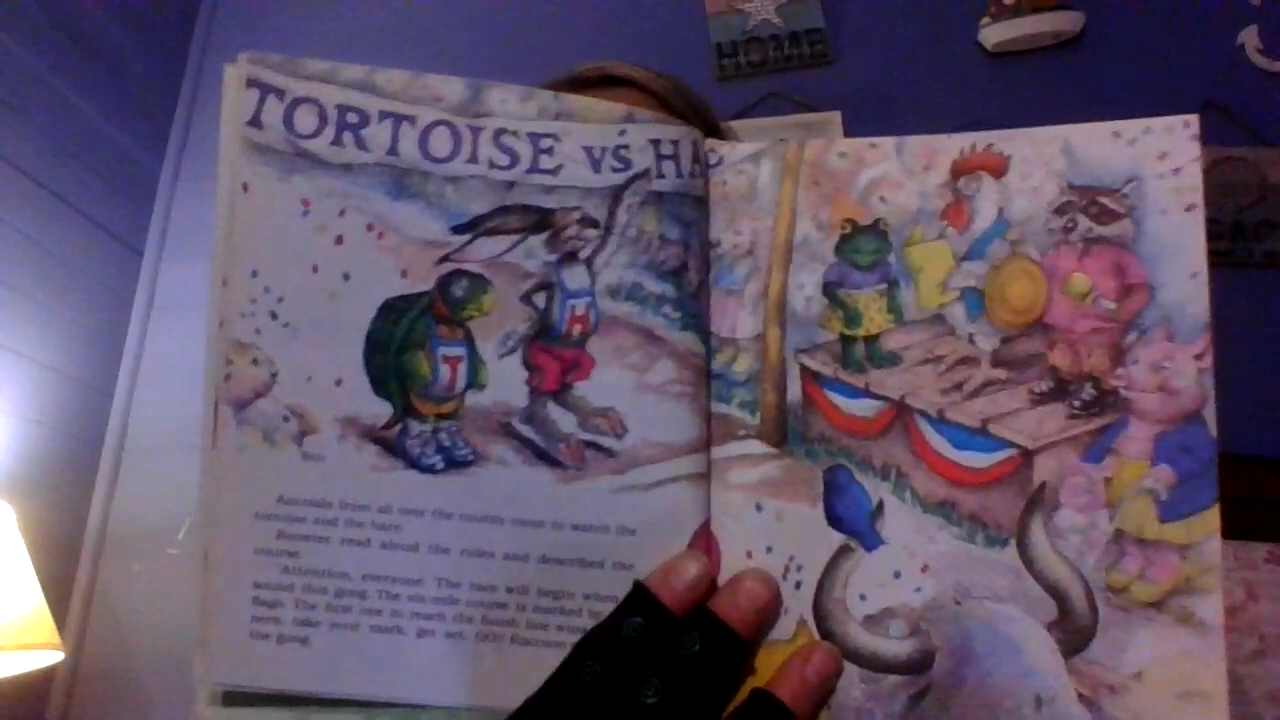 HOME
TORTOISE vs HA
T
H
Animals from all over the county came to watch the
tortoise and the hare.
Rooster read aloud the rules and described the
course.
"Attention, everyone. The race will begin when
sound this gong. The six-mile course is marked
flags. The first one to reach the finish line wins
ners, take your mark, get set, GO! Raccoon
the gong.